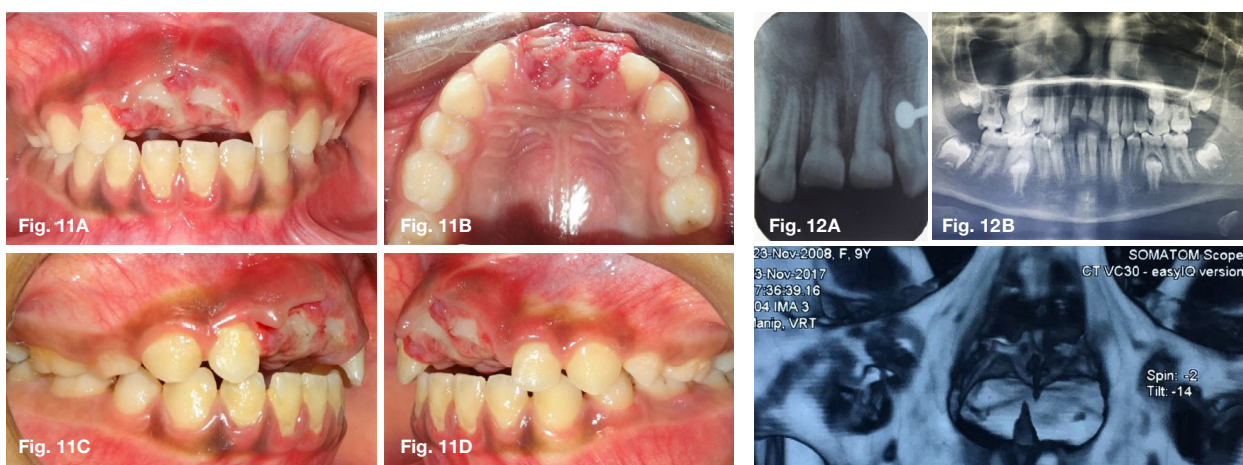 Fig. 11A
Fig. 11B
Fig. 12A
Fig. 12B
Fig. 11C
Fig. 11D
23-Nov-2008, F, 9Y
3-Nov-2017
7:36:39.16
04 IMA 3
lanip, VRT
SOMATOM Scope
CT VC30 - easyIQ version
Spin: -2
Tilt: -14